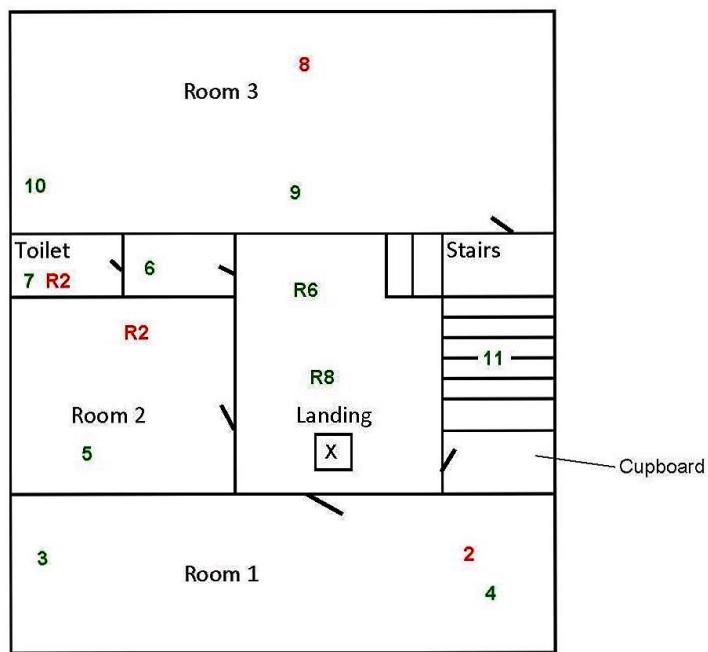 8
Room 3
10
9
Toilet
Stairs
6
7 R2
R6
R2
11
R8
Room 2
Landing
5
X
Cupboard
3
2
Room 1
4